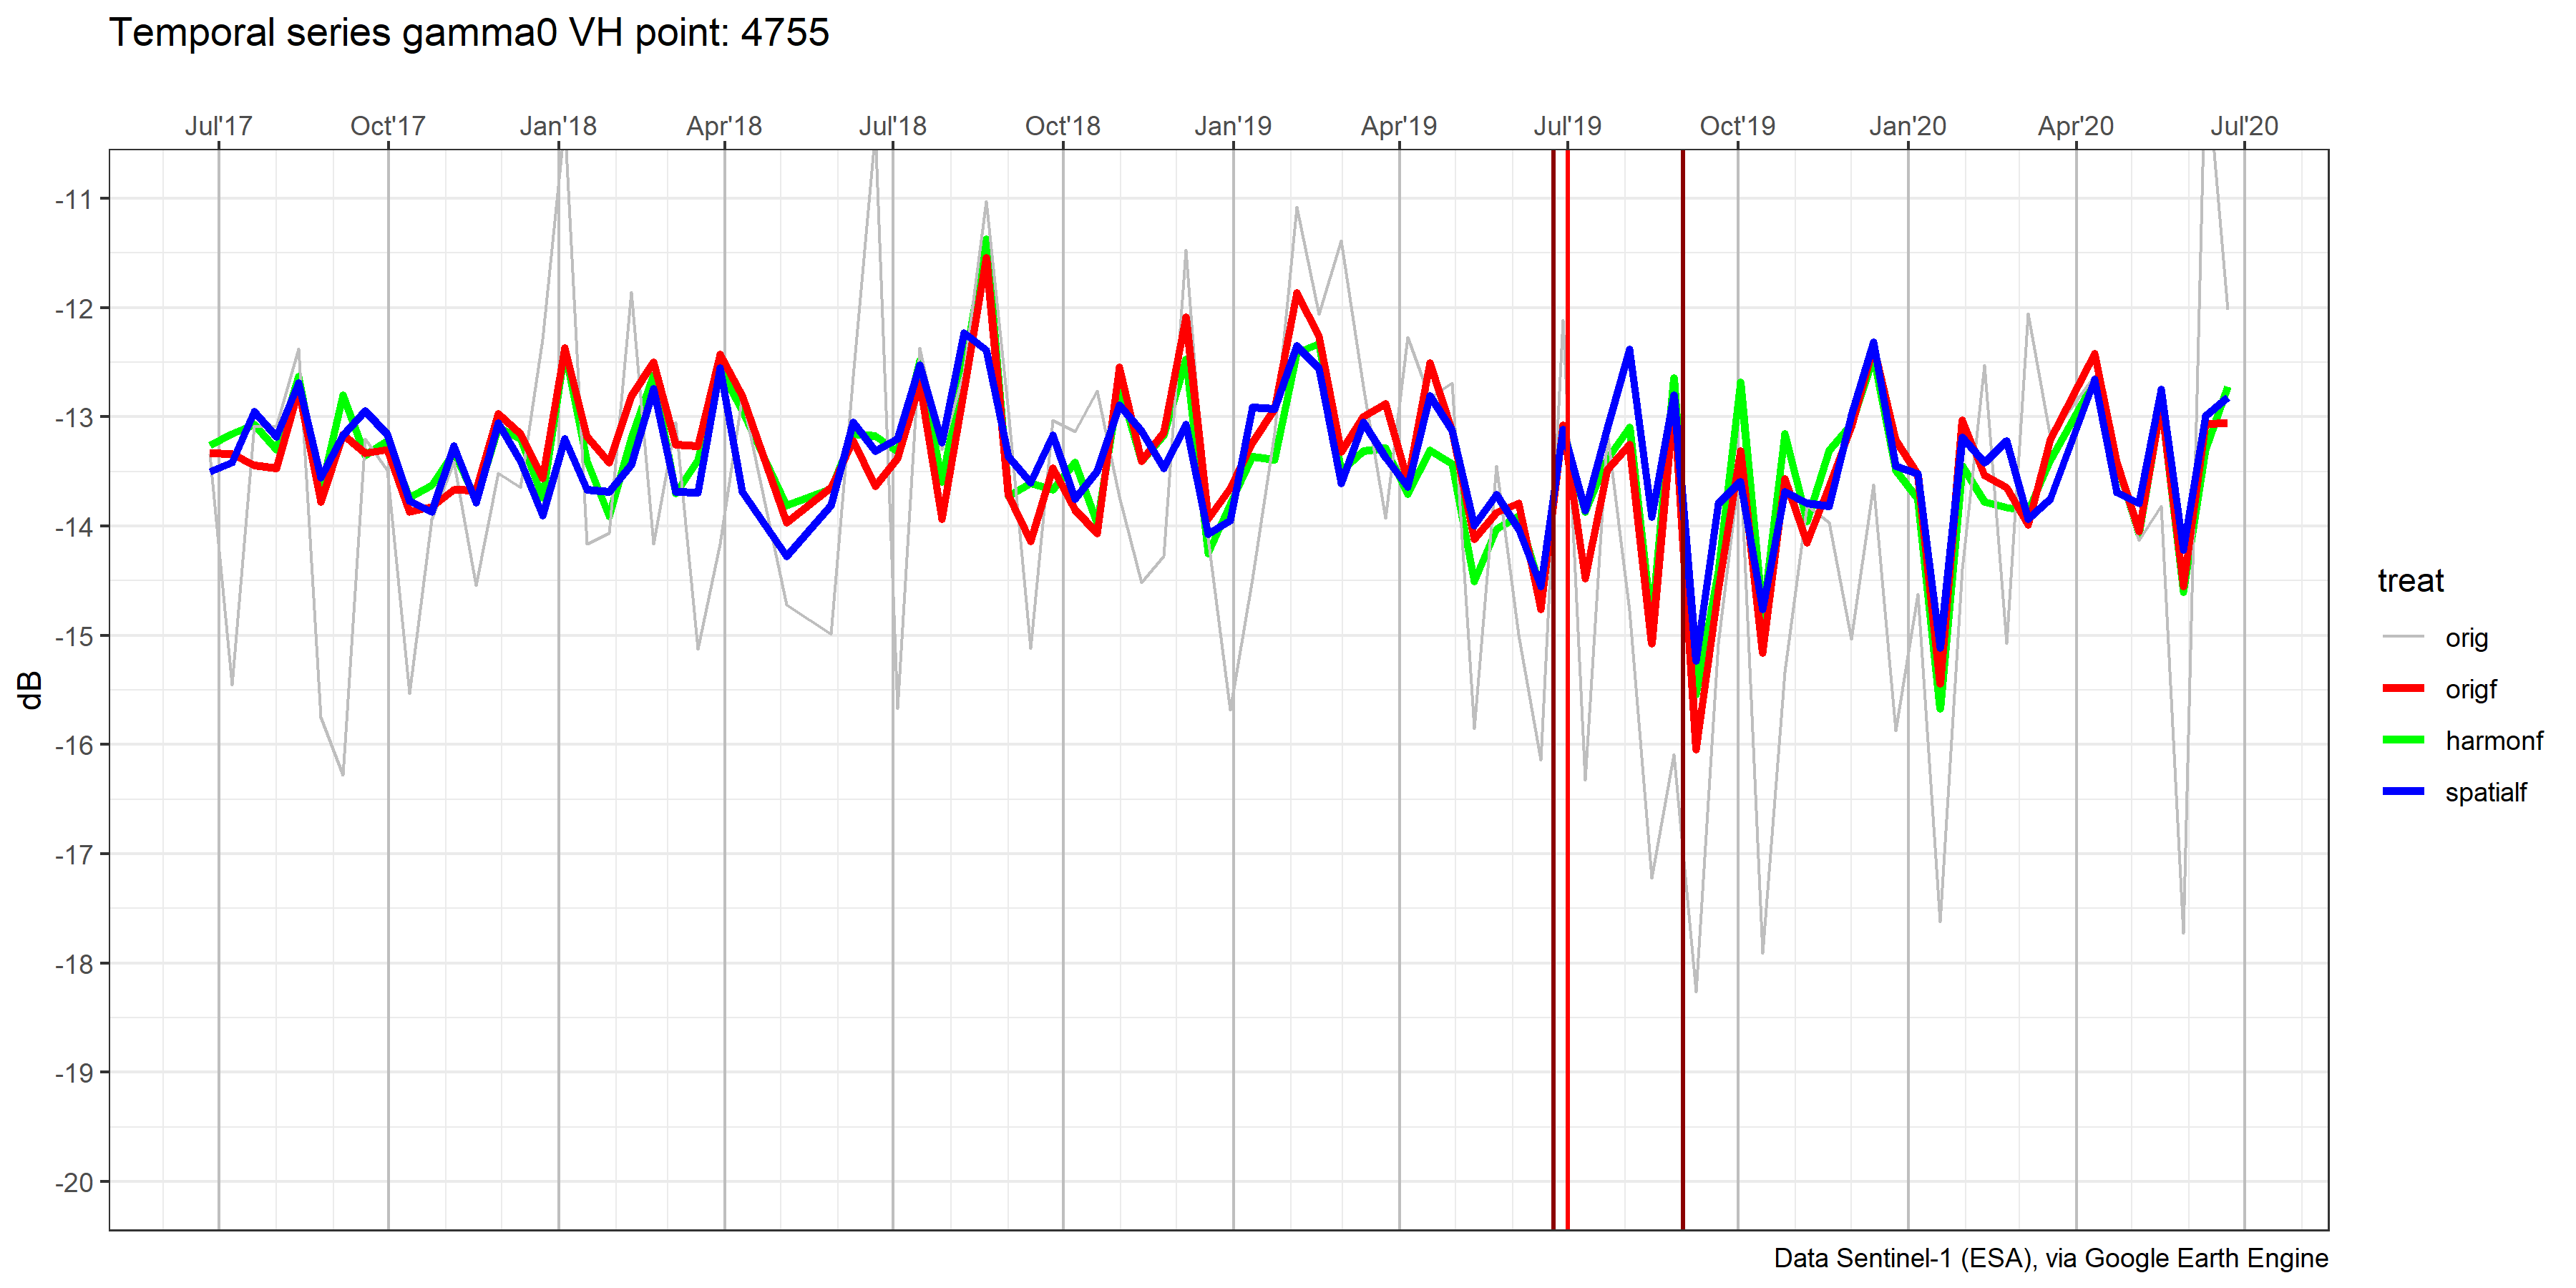 Temporal series gamma0 VH point: 4755
Jul'17 Oct'17 Jan'18 Apr'18 Jul'18 Oct'18 Jan'19 Apr'19 Jul'19 Oct'19 Jan'20 Apr'20 Jul'20
-11
-12
-13
-14
-15
-16
-17
-18
-19
-20
dB
treat
orig
origf
harmonf
spatialf
Data Sentinel-1 (ESA), via Google Earth Engine